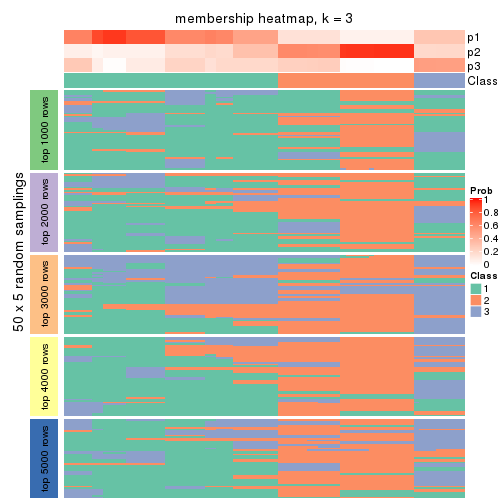 membership heatmap, k = 3
p1
p2
p3
Class
50 x 5 random samplings
top 1000 rows
top 2000 rows
top 3000 rows
top 4000 rows
top 5000 rows
Prob
1
0.8
0.6
0.4
0.2
0
Class
1
2
3